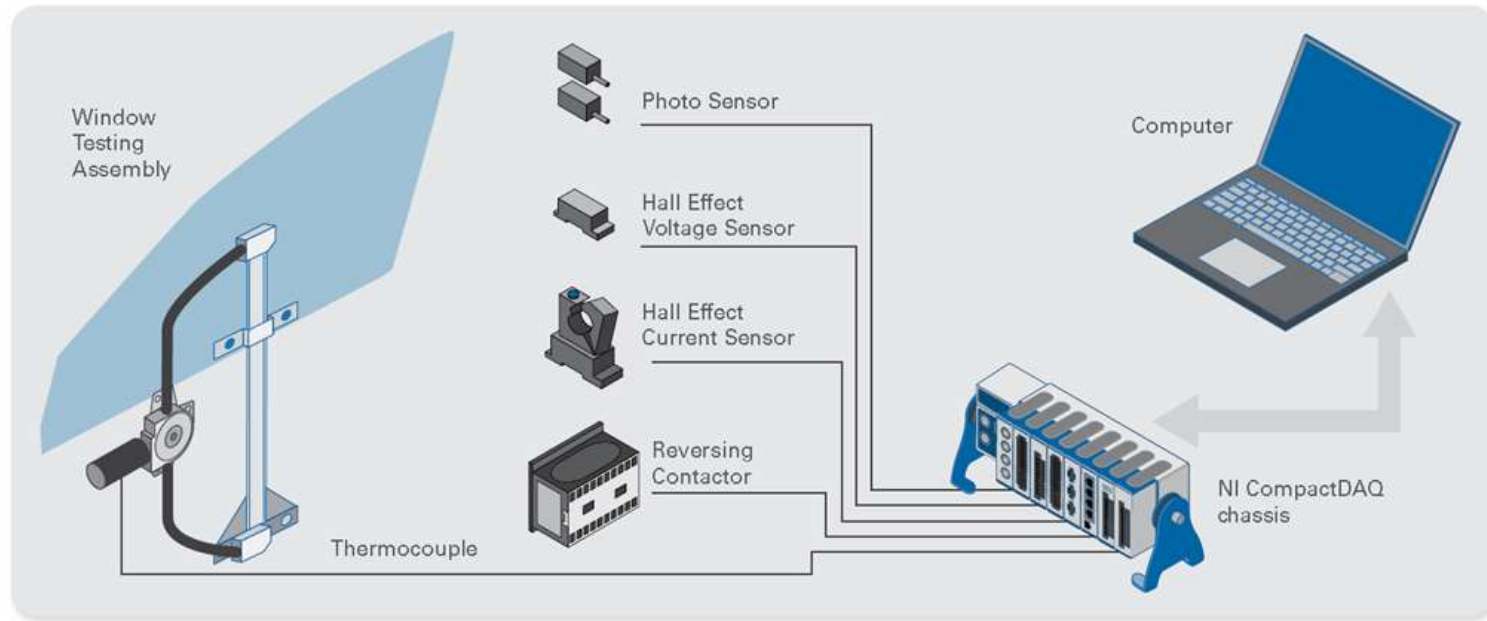 Window
Testing
Assembly
Photo Sensor
Computer
Hall Effect
Voltage Sensor
Hall Effect
Current Sensor
Reversing
Contactor
NI CompactDAQ
chassis
Thermocouple